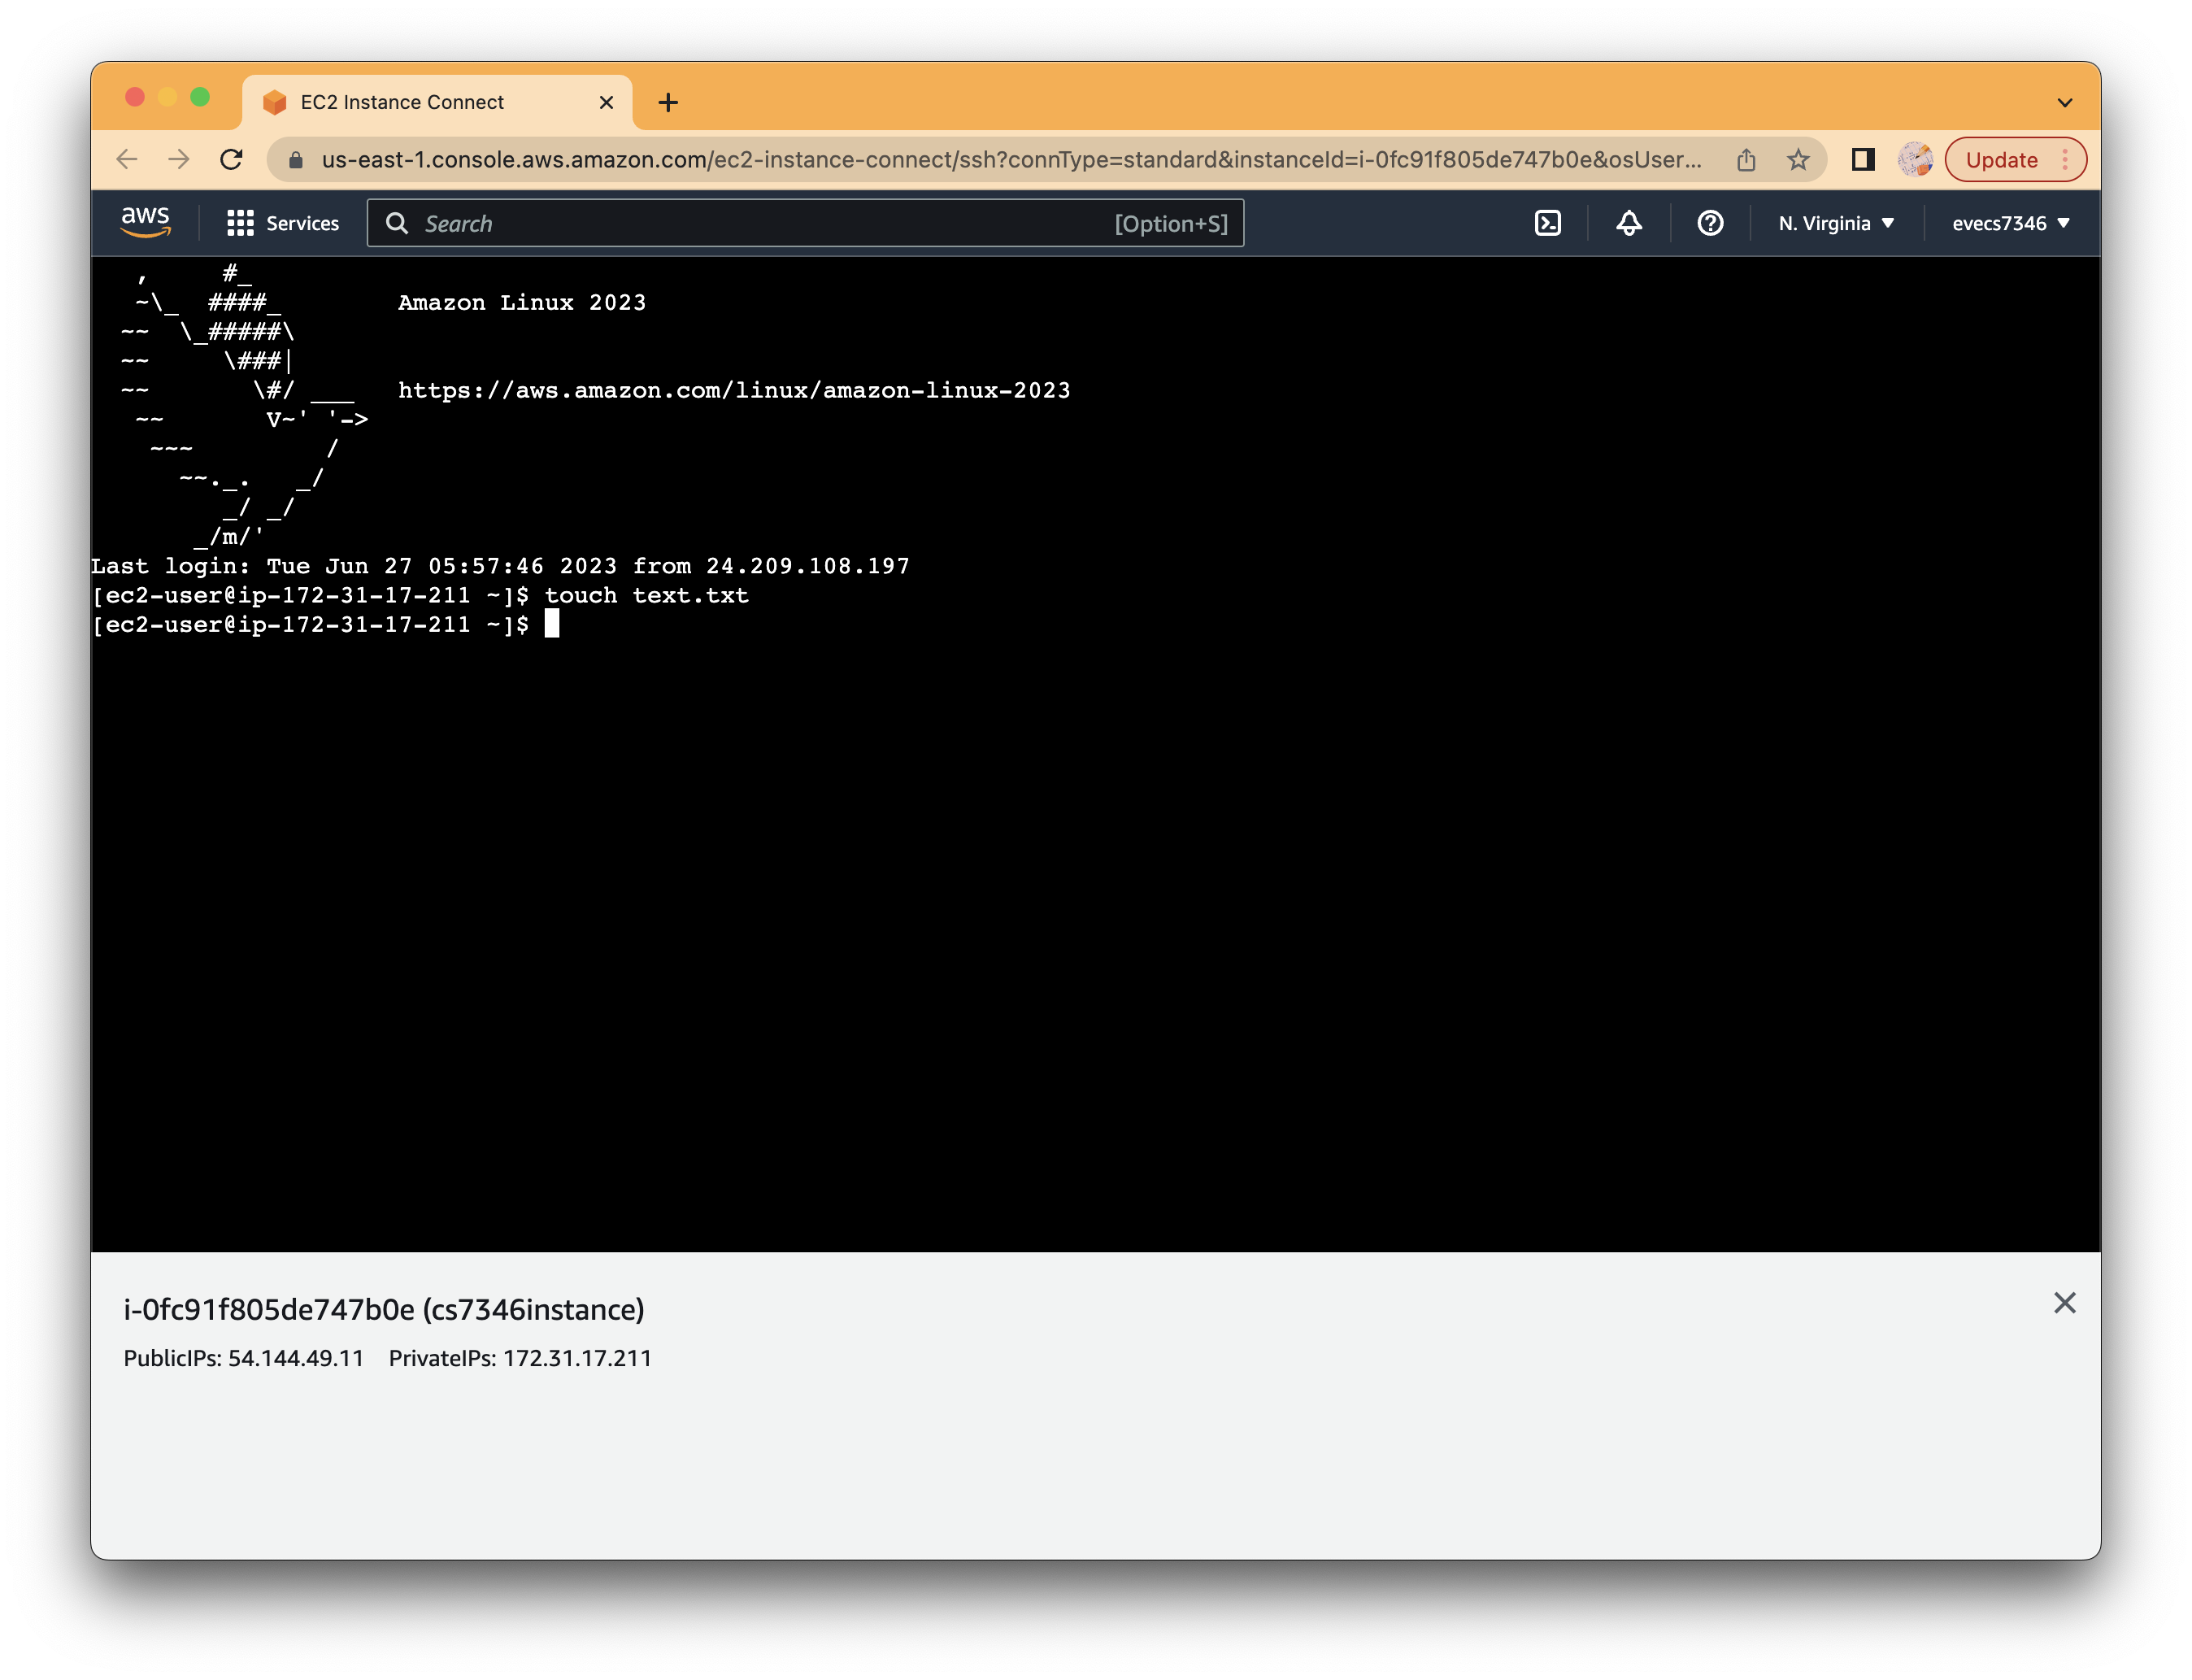 EC2 Instance Connect
us-east-1.console.aws.amazon.com/ec2-instance-connect/ssh?connType=standard&instanceId=i-0fc91f805de747b0e&osUser...
Update
aws
Services
Search
[Option+S]
N. Virginia
evecs7346
   ,     #_
   ~\_  ####_        Amazon Linux 2023
  ~~  \_#####\
  ~~     \###|
  ~~       \#/ ___   https://aws.amazon.com/linux/amazon-linux-2023
   ~~       V~' '->
    ~~~         /
      ~~._.   _/
         _/ _/
       _/m/'
Last login: Tue Jun 27 05:57:46 2023 from 24.209.108.197
[ec2-user@ip-172-31-17-211 ~]$ touch text.txt
[ec2-user@ip-172-31-17-211 ~]$
i-0fc91f805de747b0e (cs7346instance)
PublicIPs: 54.144.49.11 PrivateIPs: 172.31.17.211